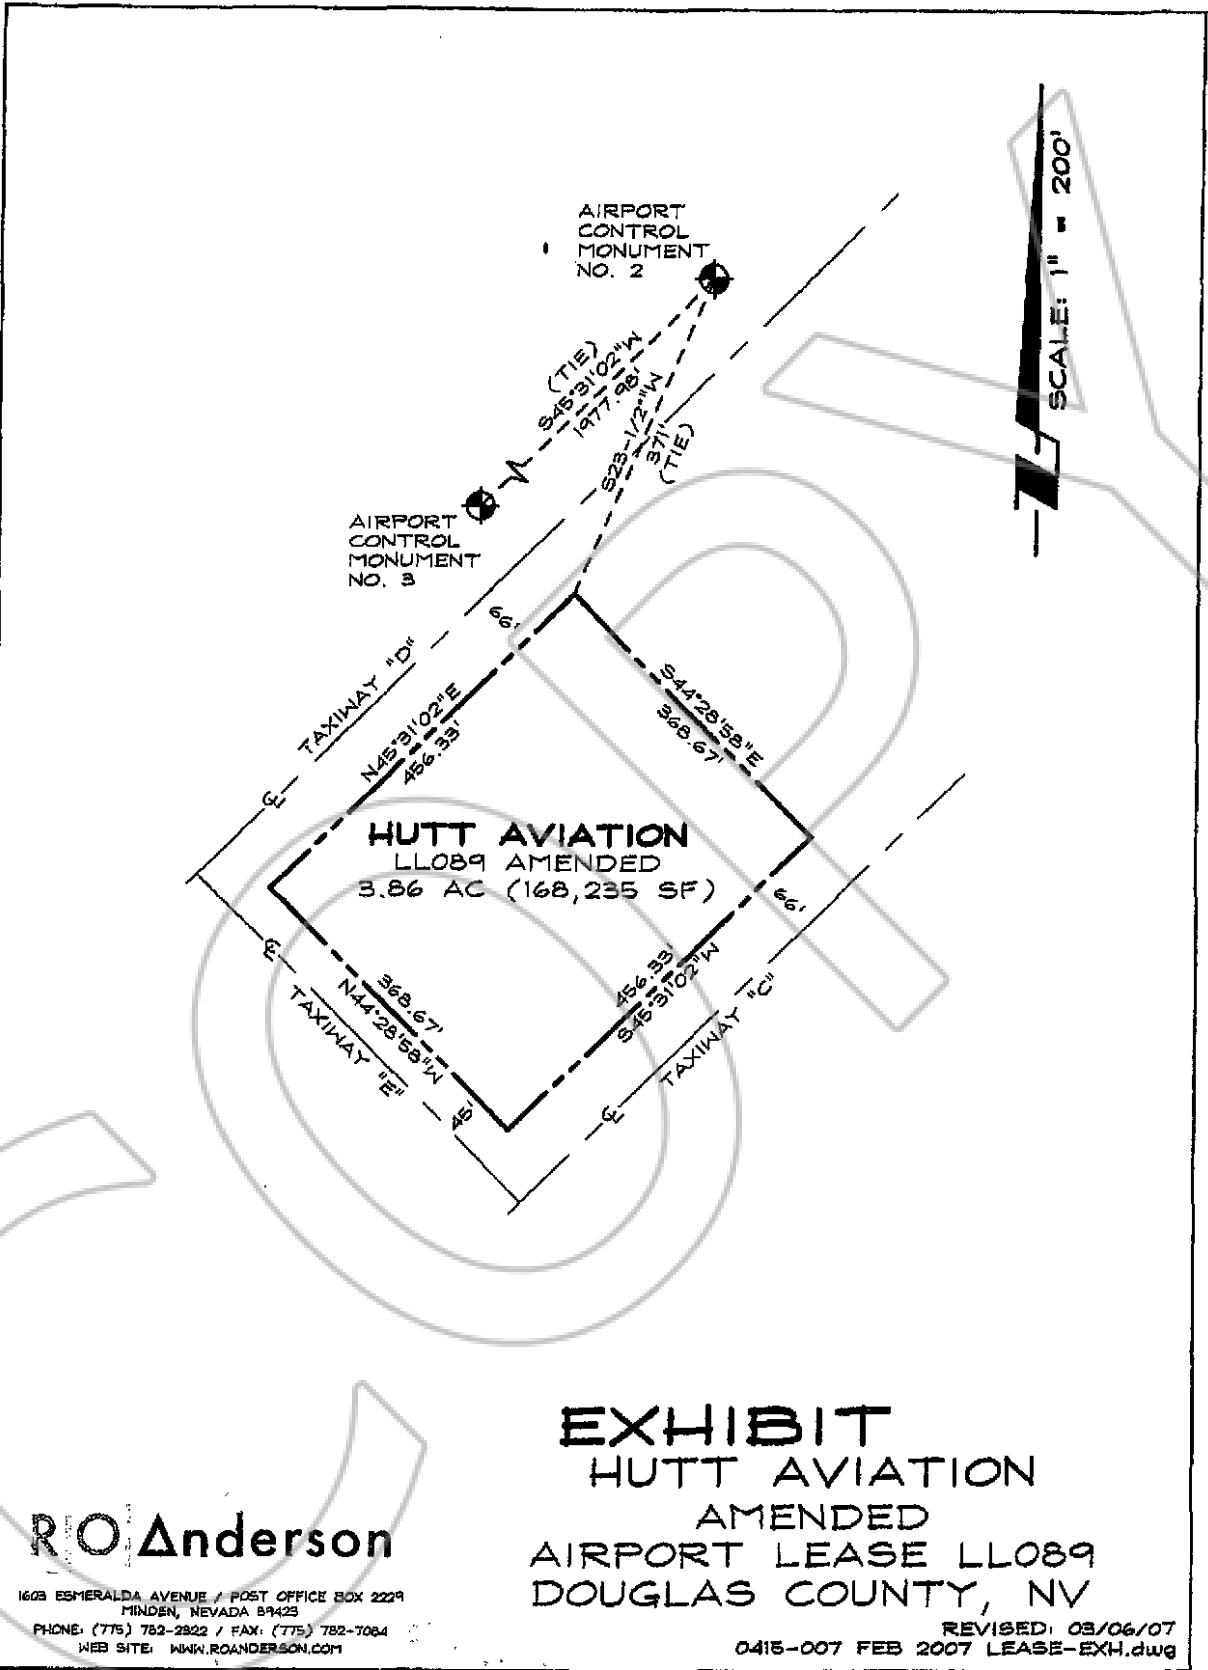 AIRPORT
CONTROL
MONUMENT
NO. 2
SCALE: 1" = 200'
(TIE)
S45°31'02"W
1977.98'
S23-1/2°"W
371'
(TIE)
AIRPORT
CONTROL
MONUMENT
NO. 3
66'
TAXIWAY "D"
N45°31'02"E
456.33'
S44°28'58"E
368.67'
℄
HUTT AVIATION
LL089 AMENDED
3.86 AC (168,235 SF)
66'
℄
368.67'
N44°28'58"W
TAXIWAY "E"
45'
456.33'
S45°31'02"W
TAXIWAY "C"
℄
COPY
EXHIBIT
HUTT AVIATION
AMENDED
AIRPORT LEASE LL089
DOUGLAS COUNTY, NV
REVISED: 03/06/07
0415-007 FEB 2007 LEASE-EXH.dwg
RO Anderson
1603 ESMERALDA AVENUE / POST OFFICE BOX 2229
MINDEN, NEVADA 89423
PHONE: (775) 782-2322 / FAX: (775) 782-7084
WEB SITE: WWW.ROANDERSON.COM